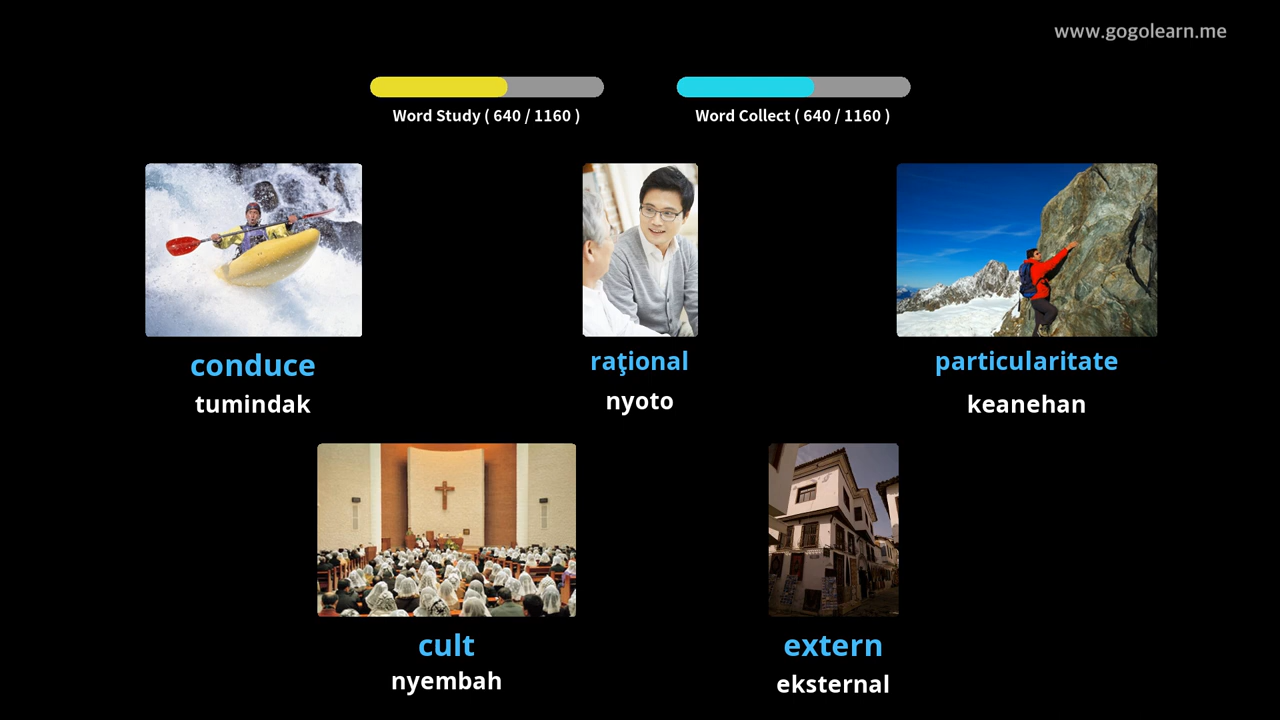 www.gogolearn.me
Word Study ( 640 / 1160 )
Word Collect ( 640 / 1160 )
conduce
tumindak
raţional
nyoto
particularitate
keanehan
cult
nyembah
extern
eksternal